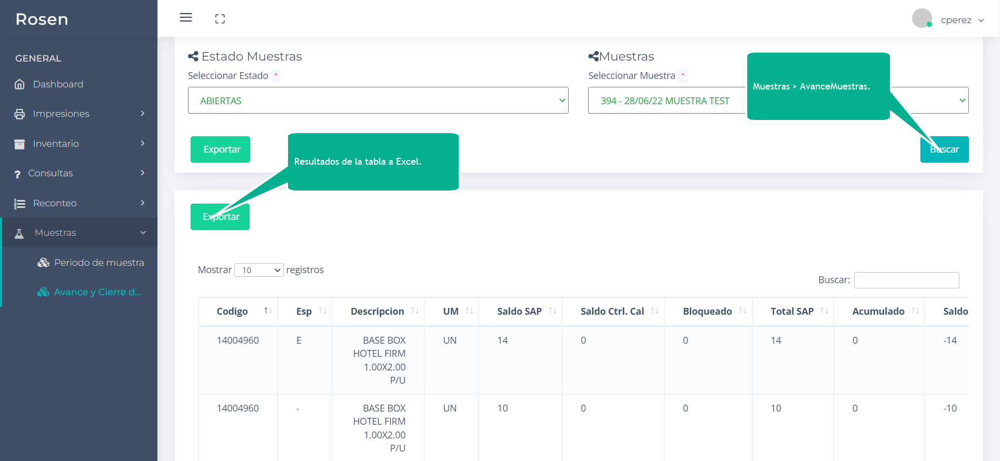 Rosen
cperez
GENERAL
Dashboard
Impresiones
Inventario
? Consultas
Reconteo
Muestras
Periodo de muestra
Avance y Cierre d...
Estado Muestras
Seleccionar Estado *
ABIERTAS
Muestras
Seleccionar Muestra *
394 - 28/06/22 MUESTRA TEST
Muestras > AvanceMuestras.
Exportar
Buscar
Resultados de la tabla a Excel.
Exportar
Mostrar 10 registros
Buscar:
Codigo Esp Descripcion UM Saldo SAP Saldo Ctrl. Cal Bloqueado Total SAP Acumulado Saldo
14004960 E BASE BOX UN 14 0 0 14 0 -14
HOTEL FIRM
1.00X2.00
P/U
14004960 - BASE BOX UN 10 0 0 10 0 -10
HOTEL FIRM
1.00X2.00
P/U